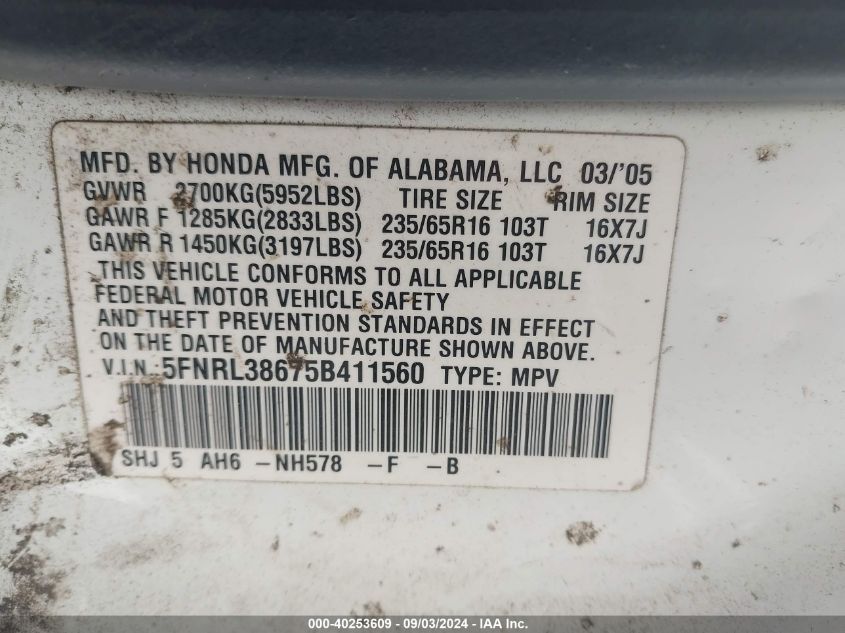 MFD. BY HONDA MFG. OF ALABAMA, LLC 03/'05
GVWR 2700KG(5952LBS) TIRE SIZE RIM SIZE
GAWR F 1285KG(2833LBS) 235/65R16 103T 16X7J
GAWR R 1450KG(3197LBS) 235/65R16 103T 16X7J
THIS VEHICLE CONFORMS TO ALL APPLICABLE
FEDERAL MOTOR VEHICLE SAFETY
AND THEFT PREVENTION STANDARDS IN EFFECT
ON THE DATE OF MANUFACTURE SHOWN ABOVE.
V.I.N.: 5FNRL38675B411560 TYPE: MPV
SHJ 5 AH6 -NH578 -F -B
000-40253609 - 09/03/2024 - IAA Inc.